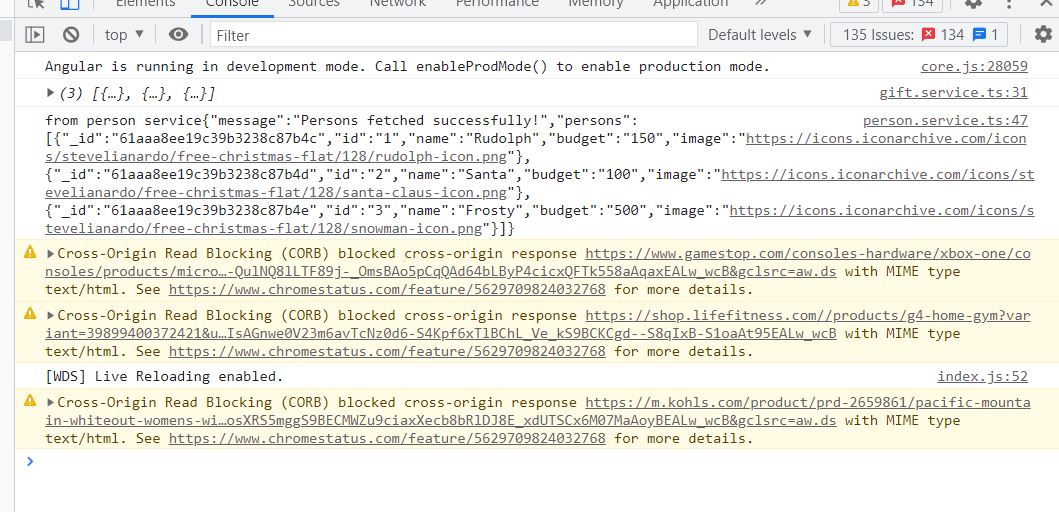 Elements Console Sources Network Performance Memory Application » 3 134
top ▼ Filter Default levels ▼ 135 Issues: 134 1
Angular is running in development mode. Call enableProdMode() to enable production mode. core.js:28059
▶ (3) [{…}, {…}, {…}] gift.service.ts:31
from person service{"message":"Persons fetched successfully!","persons": person.service.ts:47
[{"_id":"61aaa8ee19c39b3238c87b4c","id":"1","name":"Rudolph","budget":"150","image":"https://icons.iconarchive.com/icon
s/stevelianardo/free-christmas-flat/128/rudolph-icon.png"},
{"_id":"61aaa8ee19c39b3238c87b4d","id":"2","name":"Santa","budget":"100","image":"https://icons.iconarchive.com/icons/st
evelianardo/free-christmas-flat/128/santa-claus-icon.png"},
{"_id":"61aaa8ee19c39b3238c87b4e","id":"3","name":"Frosty","budget":"500","image":"https://icons.iconarchive.com/icons/s
tevelianardo/free-christmas-flat/128/snowman-icon.png"}]}
▶Cross-Origin Read Blocking (CORB) blocked cross-origin response https://www.gamestop.com/consoles-hardware/xbox-one/co
nsoles/products/micro…-QulNQ8lLTF89j-_OmsBAo5pCqQAd64bLByP4cicxQFTk558aAqaxEALw_wcB&gclsrc=aw.ds with MIME type
text/html. See https://www.chromestatus.com/feature/5629709824032768 for more details.
▶Cross-Origin Read Blocking (CORB) blocked cross-origin response https://shop.lifefitness.com//products/g4-home-gym?var
iant=39899400372421&u…IsAGnwe0V23m6avTcNz0d6-S4Kpf6xTlBChL_Ve_kS9BCKCgd--S8qIxB-S1oaAt95EALw_wcB with MIME type
text/html. See https://www.chromestatus.com/feature/5629709824032768 for more details.
[WDS] Live Reloading enabled. index.js:52
▶Cross-Origin Read Blocking (CORB) blocked cross-origin response https://m.kohls.com/product/prd-2659861/pacific-mounta
in-whiteout-womens-wi…osXRS5mggS9BECMWZu9ciaxXecb8bRlDJ8E_xdUTSCx6M07MaAoyBEALw_wcB&gclsrc=aw.ds with MIME type
text/html. See https://www.chromestatus.com/feature/5629709824032768 for more details.